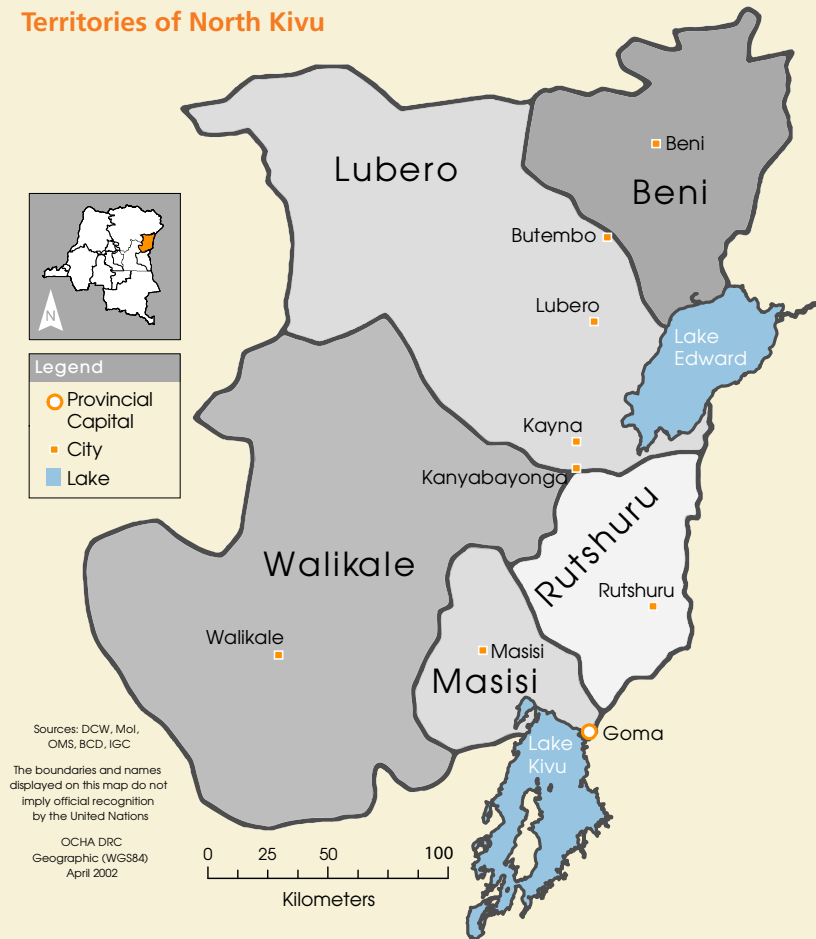 Territories of North Kivu
Lubero
Beni
Beni
Butembo
Lubero
Lake
Edward
N
Legend
Provincial
Capital
City
Lake
Kayna
Kanyabayonga
Rutshuru
Walikale
Rutshuru
Walikale
Masisi
Masisi
Goma
Lake
Kivu
Sources: DCW, MoI,
OMS, BCD, IGC
The boundaries and names
displayed on this map do not
imply official recognition
by the United Nations
OCHA DRC
Geographic (WGS84)
April 2002
0 25 50 100
Kilometers